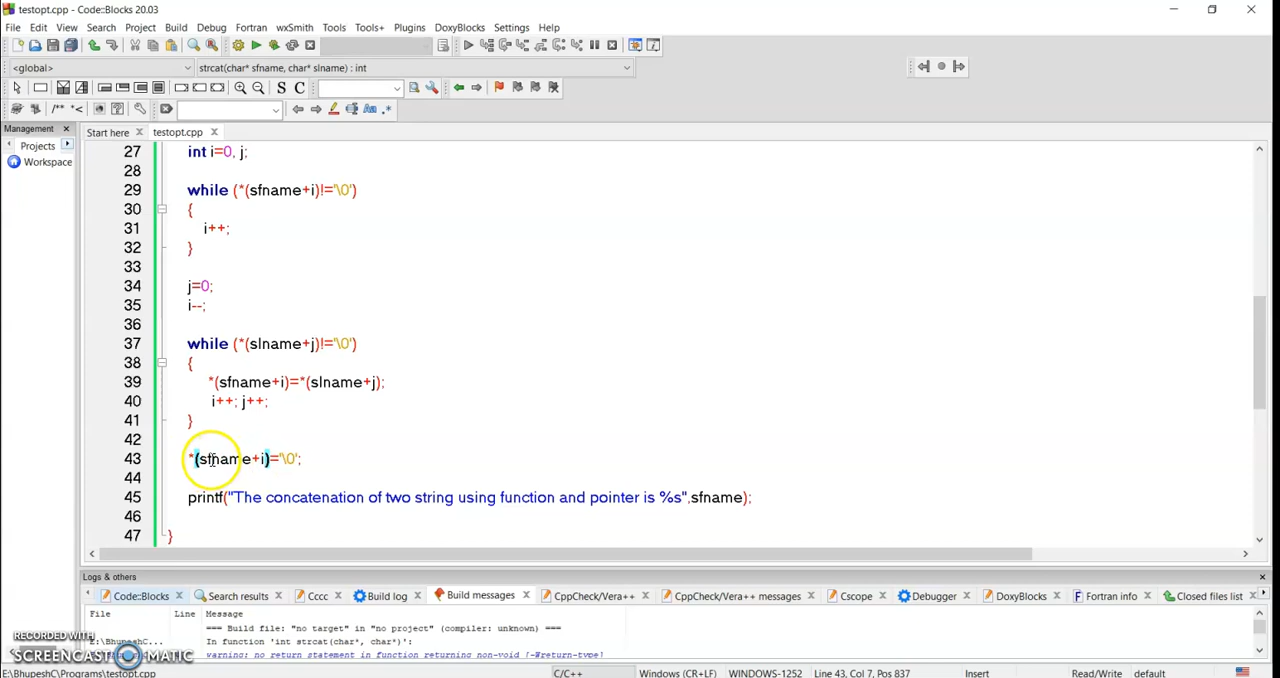 testopt.cpp - Code::Blocks 20.03
File Edit View Search Project Build Debug Fortran wxSmith Tools Tools+ Plugins DoxyBlocks Settings Help
<global> strcat(char* sfname, char* slname) : int
S C
/** *< Aa .*
Management Start here testopt.cpp
Projects
Workspace
27 int i=0, j;
28
29 while (*(sfname+i)!='\0')
30 {
31 i++;
32 }
33
34 j=0;
35 i--;
36
37 while (*(slname+j)!='\0')
38 {
39 *(sfname+i)=*(slname+j);
40 i++; j++;
41 }
42
43 *(sfname+i)='\0';
44
45 printf("The concatenation of two string using function and pointer is %s",sfname);
46
47 }
Logs & others
Code::Blocks Search results Cccc Build log Build messages CppCheck/Vera++ CppCheck/Vera++ messages Cscope Debugger DoxyBlocks Fortran info Closed files list
File Line Message
=== Build file: "no target" in "no project" (compiler: unknown) ===
E:\BhupeshC... In function 'int strcat(char*, char*)':
E:\BhupeshC... warning: no return statement in function returning non-void [-Wreturn-type]
RECORDED WITH
SCREENCAST MATIC
E:\BhupeshC\Programs\testopt.cpp C/C++ Windows (CR+LF) WINDOWS-1252 Line 43, Col 7, Pos 837 Insert Read/Write default